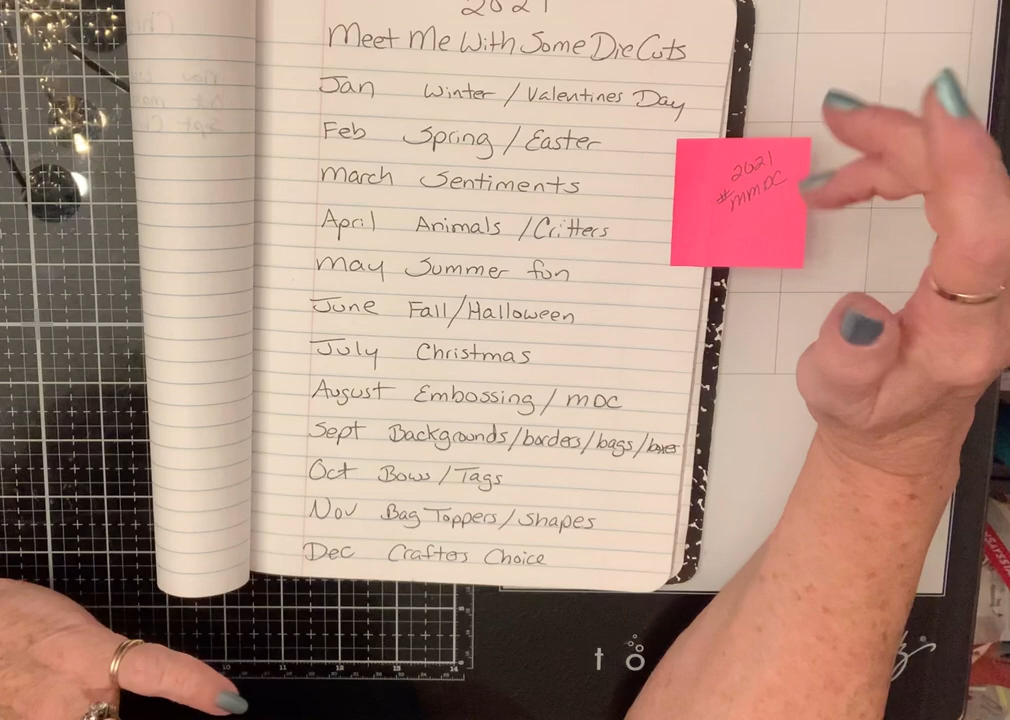 2021
Meet Me With Some Die Cuts
Jan Winter / Valentines Day
Feb Spring / Easter
March Sentiments
April Animals / Critters
May Summer fun
June Fall/Halloween
July Christmas
August Embossing / MDC
Sept Backgrounds/borders/bags/boxes
Oct Bows / Tags
Nov Bag Toppers / shapes
Dec Crafters Choice
2021
#MMDC